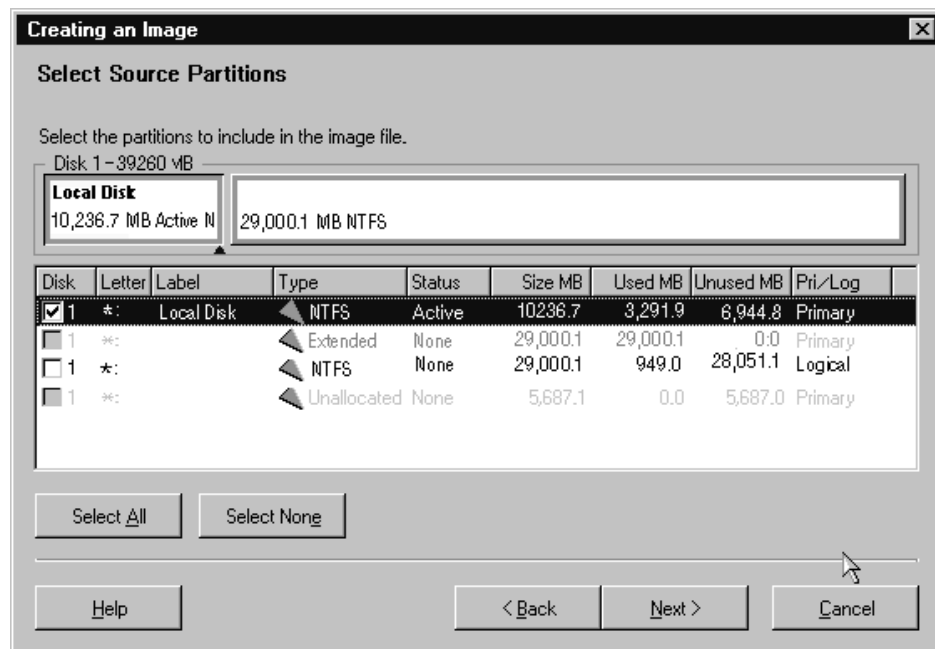 Creating an Image
Select Source Partitions
Select the partitions to include in the image file.
Disk 1 - 39260 MB
Local Disk
10,236.7 MB Active N
29,000.1 MB NTFS
Disk Letter Label Type Status Size MB Used MB Unused MB Pri/Log
1 *: Local Disk NTFS Active 10236.7 3,291.9 6,944.8 Primary
1 *: Extended None 29,000.1 29,000.1 0:0 Primary
1 *: NTFS None 29,000.1 949.0 28,051.1 Logical
1 *: Unallocated None 5,687.1 0.0 5,687.0 Primary
Select All Select None
Help < Back Next > Cancel